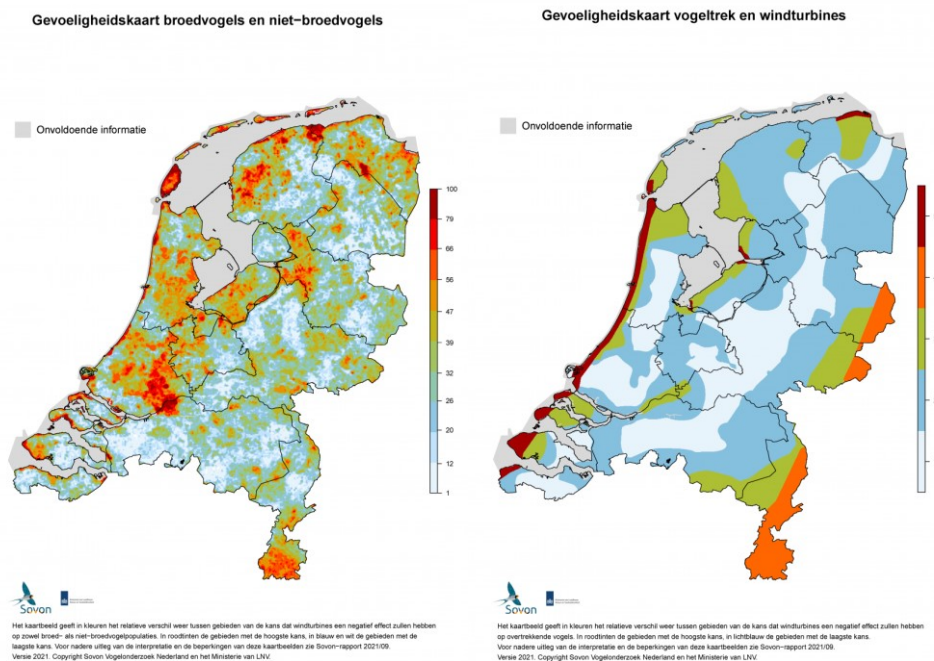 Gevoeligheidskaart broedvogels en niet−broedvogels
Onvoldoende informatie
100
79
66
56
47
39
32
26
20
12
1
Sovon
Het kaartbeeld geeft in kleuren het relatieve verschil weer tussen gebieden van de kans dat windturbines een negatief effect zullen hebben
op zowel broed− als niet−broedvogelpopulaties. In roodtinten de gebieden met de hoogste kans, in blauw en wit de gebieden met de
laagste kans. Voor nadere uitleg van de interpretatie en de beperkingen van deze kaartbeelden zie Sovon−rapport 2021/09.
Versie 2021. Copyright Sovon Vogelonderzoek Nederland en het Ministerie van LNV.
Gevoeligheidskaart vogeltrek en windturbines
Onvoldoende informatie
Sovon
Het kaartbeeld geeft in kleuren het relatieve verschil weer tussen gebieden van de kans dat windturbines een negatief effect zullen hebben
op overtrekkende vogels. In roodtinten de gebieden met de hoogste kans, in lichtblauw de gebieden met de laagste kans.
Voor nadere uitleg van de interpretatie en de beperkingen van deze kaartbeelden zie Sovon−rapport 2021/09.
Versie 2021. Copyright Sovon Vogelonderzoek Nederland en het Ministerie van LNV.